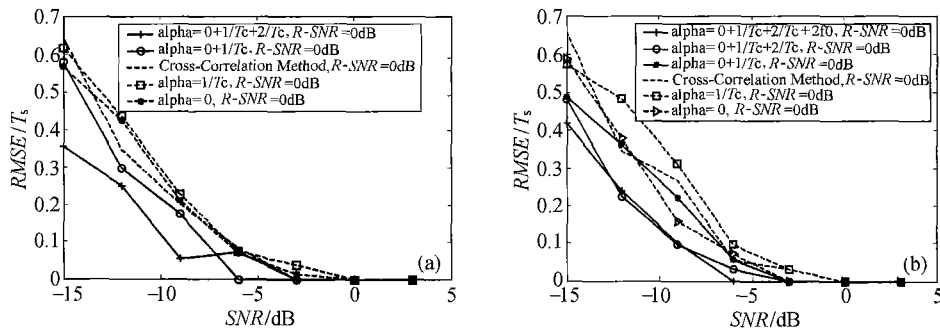 alpha= 0+1/Tc+2/Tc, R-SNR=0dB
alpha= 0+1/Tc, R-SNR=0dB
Cross-Correlation Method, R-SNR=0dB
alpha=1/Tc, R-SNR=0dB
alpha=0, R-SNR=0dB
0.7
0.6
0.5
0.4
0.3
0.2
0.1
0
RMSE/Ts
−15
−10
−5
0
5
SNR/dB
(a)
alpha= 0+1/Tc+2/Tc+2f0, R-SNR=0dB
alpha= 0+1/Tc+2/Tc, R-SNR=0dB
alpha= 0+1/Tc, R-SNR=0dB
Cross-Correlation Method, R-SNR=0dB
alpha=1/Tc, R-SNR=0dB
alpha= 0, R-SNR=0dB
0.7
0.6
0.5
0.4
0.3
0.2
0.1
0
RMSE/Ts
−15
−10
−5
0
5
SNR/dB
(b)